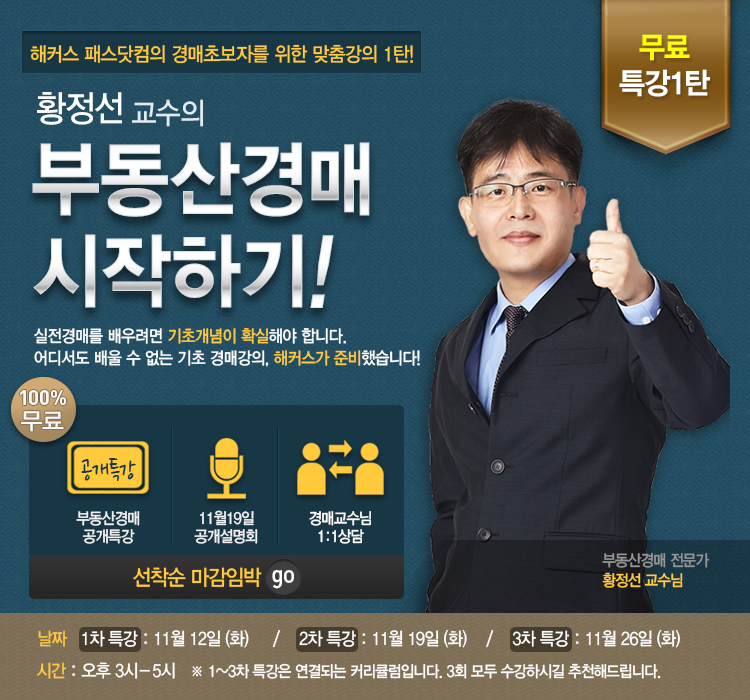 해커스 패스닷컴의 경매초보자를 위한 맞춤강의 1탄!
무료
특강1탄
황정선 교수의
부동산경매
시작하기!
실전경매를 배우려면 기초개념이 확실해야 합니다.
어디서도 배울 수 없는 기초 경매강의, 해커스가 준비했습니다!
100%
무료
공개특강
부동산경매
공개특강
11월19일
공개설명회
경매교수님
1:1상담
선착순 마감임박 go
부동산경매 전문가
황정선 교수님
날짜 1차 특강 : 11월 12일 (화) / 2차 특강 : 11월 19일 (화) / 3차 특강 : 11월 26일 (화)
시간 : 오후 3시-5시 ※ 1~3차 특강은 연결되는 커리큘럼입니다. 3회 모두 수강하시길 추천해드립니다.